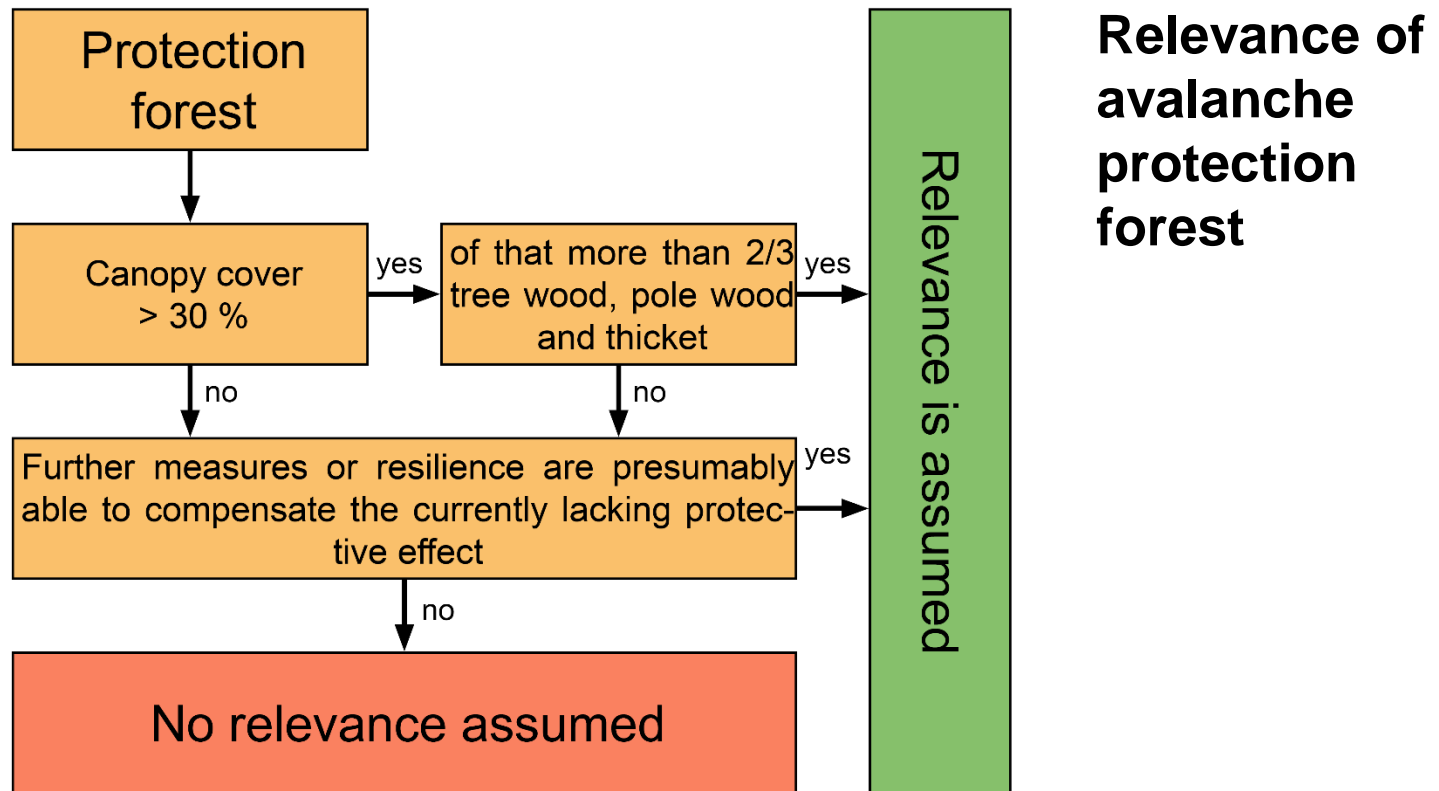 Protection
forest
Relevance of
avalanche
protection
forest
Canopy cover
> 30 %
yes
of that more than 2/3
tree wood, pole wood
and thicket
yes
no
no
Further measures or resilience are presumably
able to compensate the currently lacking protec-
tive effect
yes
no
No relevance assumed
Relevance is assumed